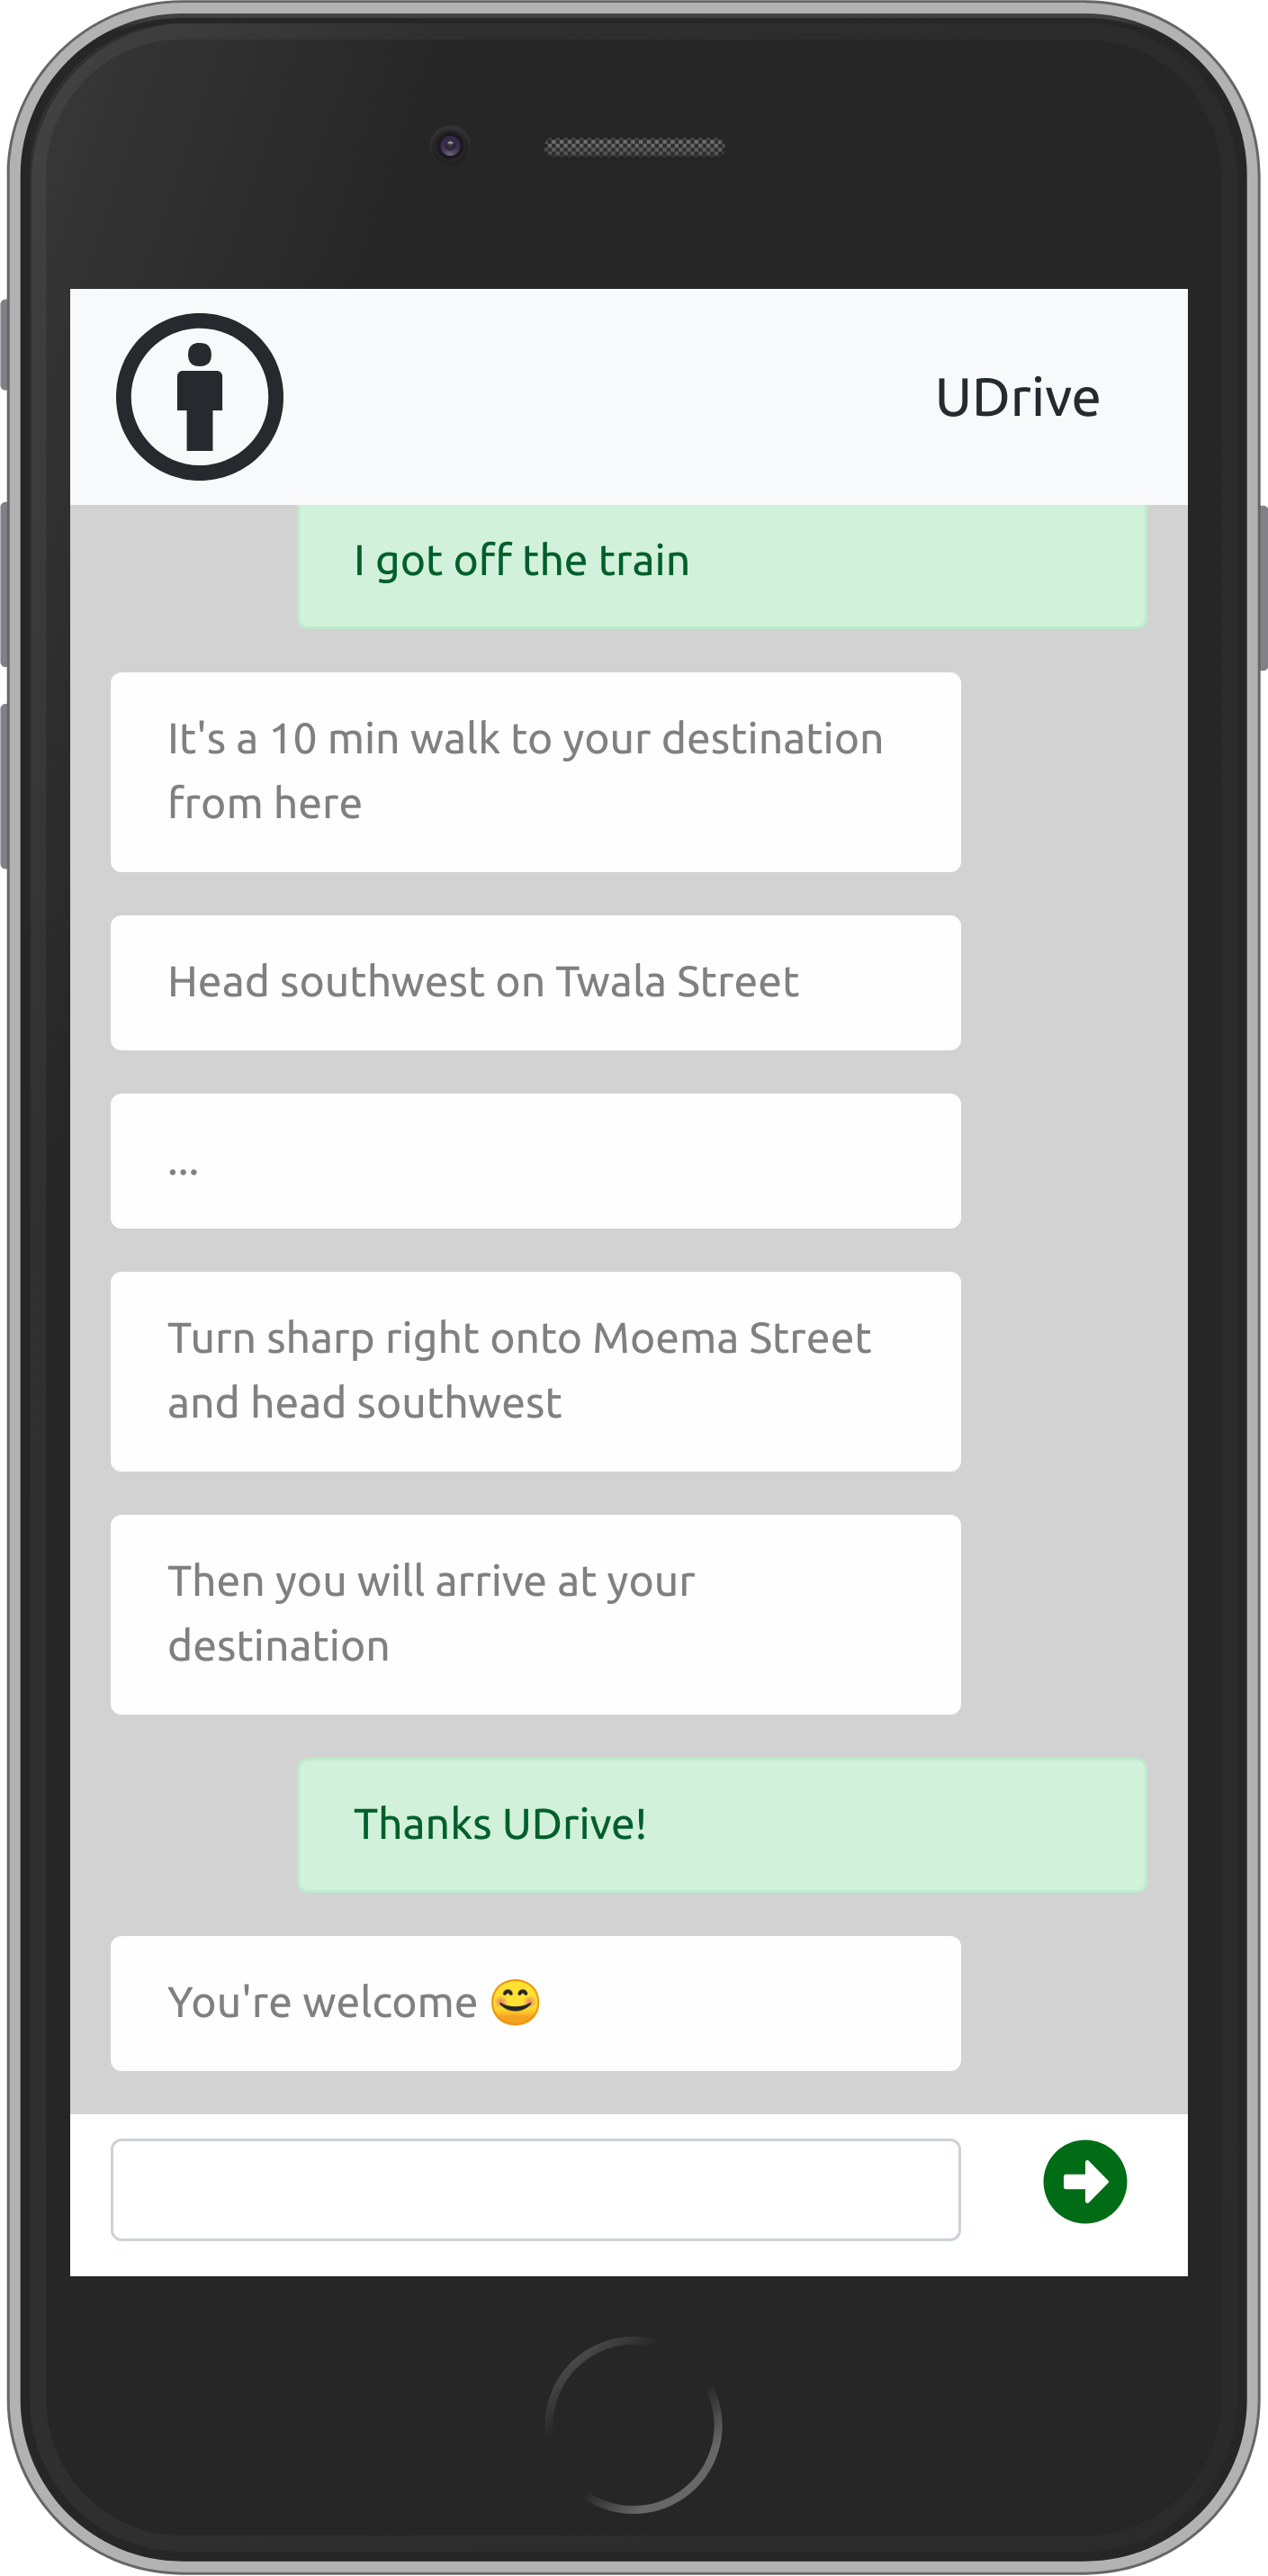 UDrive
I got off the train
It's a 10 min walk to your destination
from here
Head southwest on Twala Street
...
Turn sharp right onto Moema Street
and head southwest
Then you will arrive at your
destination
Thanks UDrive!
You're welcome 😊